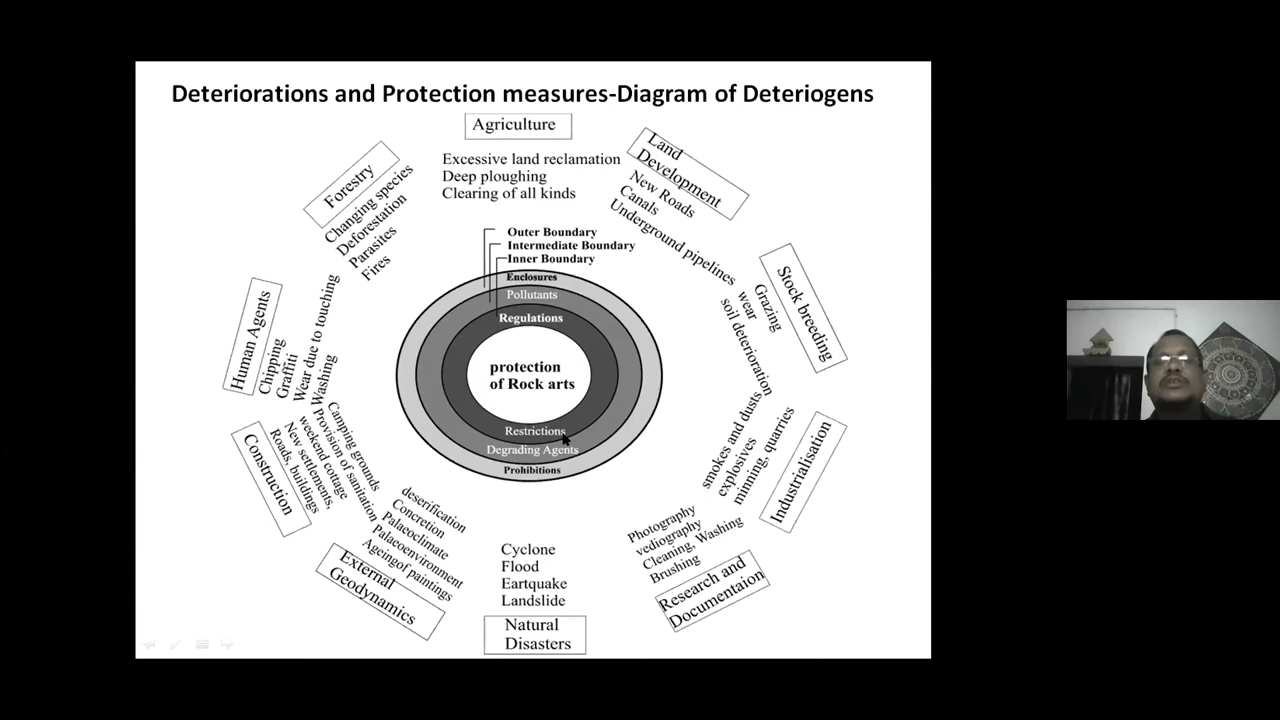 Deteriorations and Protection measures-Diagram of Deteriogens
Agriculture
Excessive land reclamation
Deep ploughing
Clearing of all kinds
Land
Development
New Roads
Canals
Underground pipelines
Stock breeding
Grazing
wear
soil deterioration
Industrialisation
smokes and dusts
explosives
minning, quarries
Research and
Documentaion
Photography
vediography
Cleaning, Washing
Brushing
Natural
Disasters
Cyclone
Flood
Eartquake
Landslide
External
Geodynamics
deserification
Concretion
Palaeoclimate
Palaeoenvironment
Ageingof paintings
Construction
Roads, buildings
New settlements,
weekend cottage
Provision of sanitation
Camping grounds
Human Agents
Chipping
Graffiti
Wear due to touching
Washing
Forestry
Changing species
Deforestation
Parasites
Fires
Outer Boundary
Intermediate Boundary
Inner Boundary
Enclosures
Pollutants
Regulations
protection
of Rock arts
Restrictions
Degrading Agents
Prohibitions